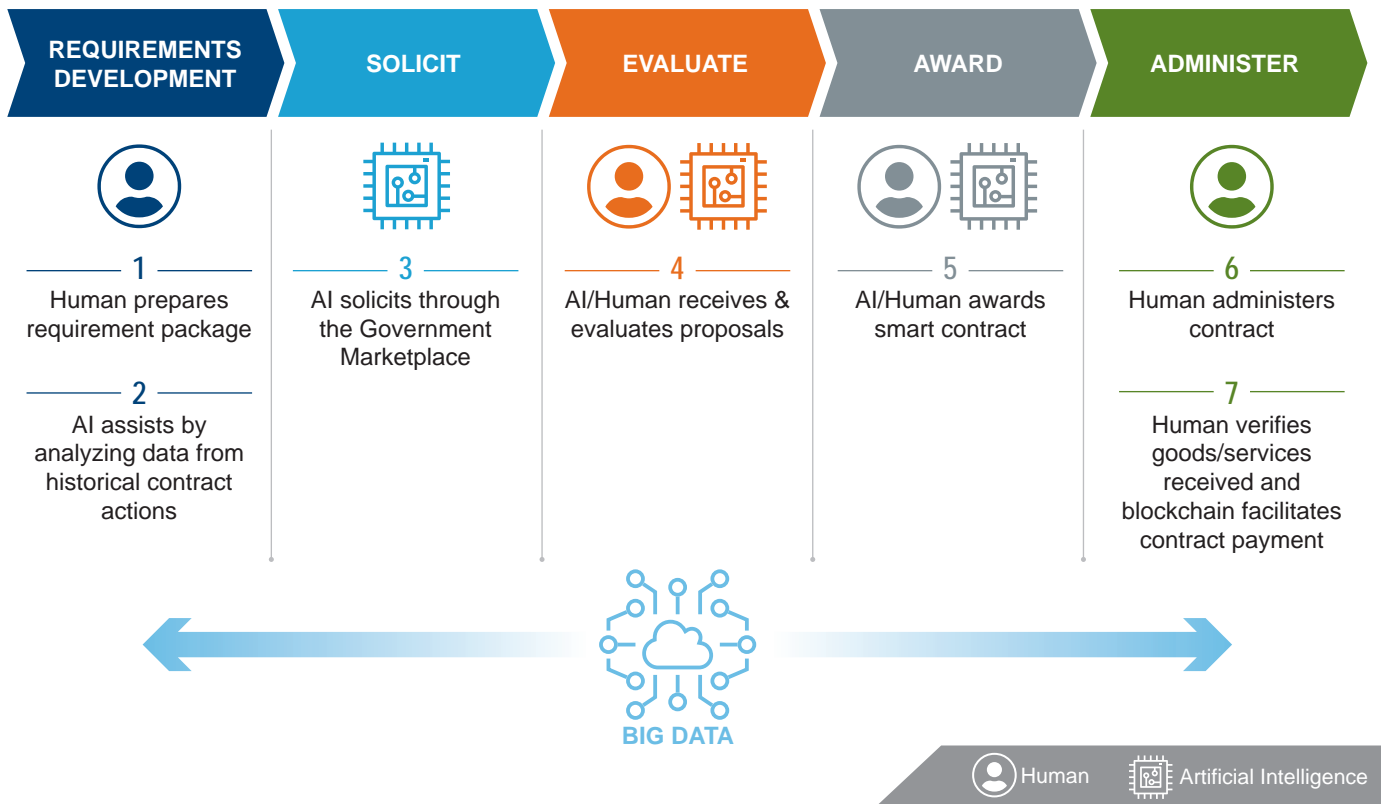 REQUIREMENTS
DEVELOPMENT
SOLICIT
EVALUATE
AWARD
ADMINISTER
1
Human prepares
requirement package
2
AI assists by
analyzing data from
historical contract
actions
3
AI solicits through
the Government
Marketplace
4
AI/Human receives &
evaluates proposals
5
AI/Human awards
smart contract
6
Human administers
contract
7
Human verifies
goods/services
received and
blockchain facilitates
contract payment
BIG DATA
Human
Artificial Intelligence